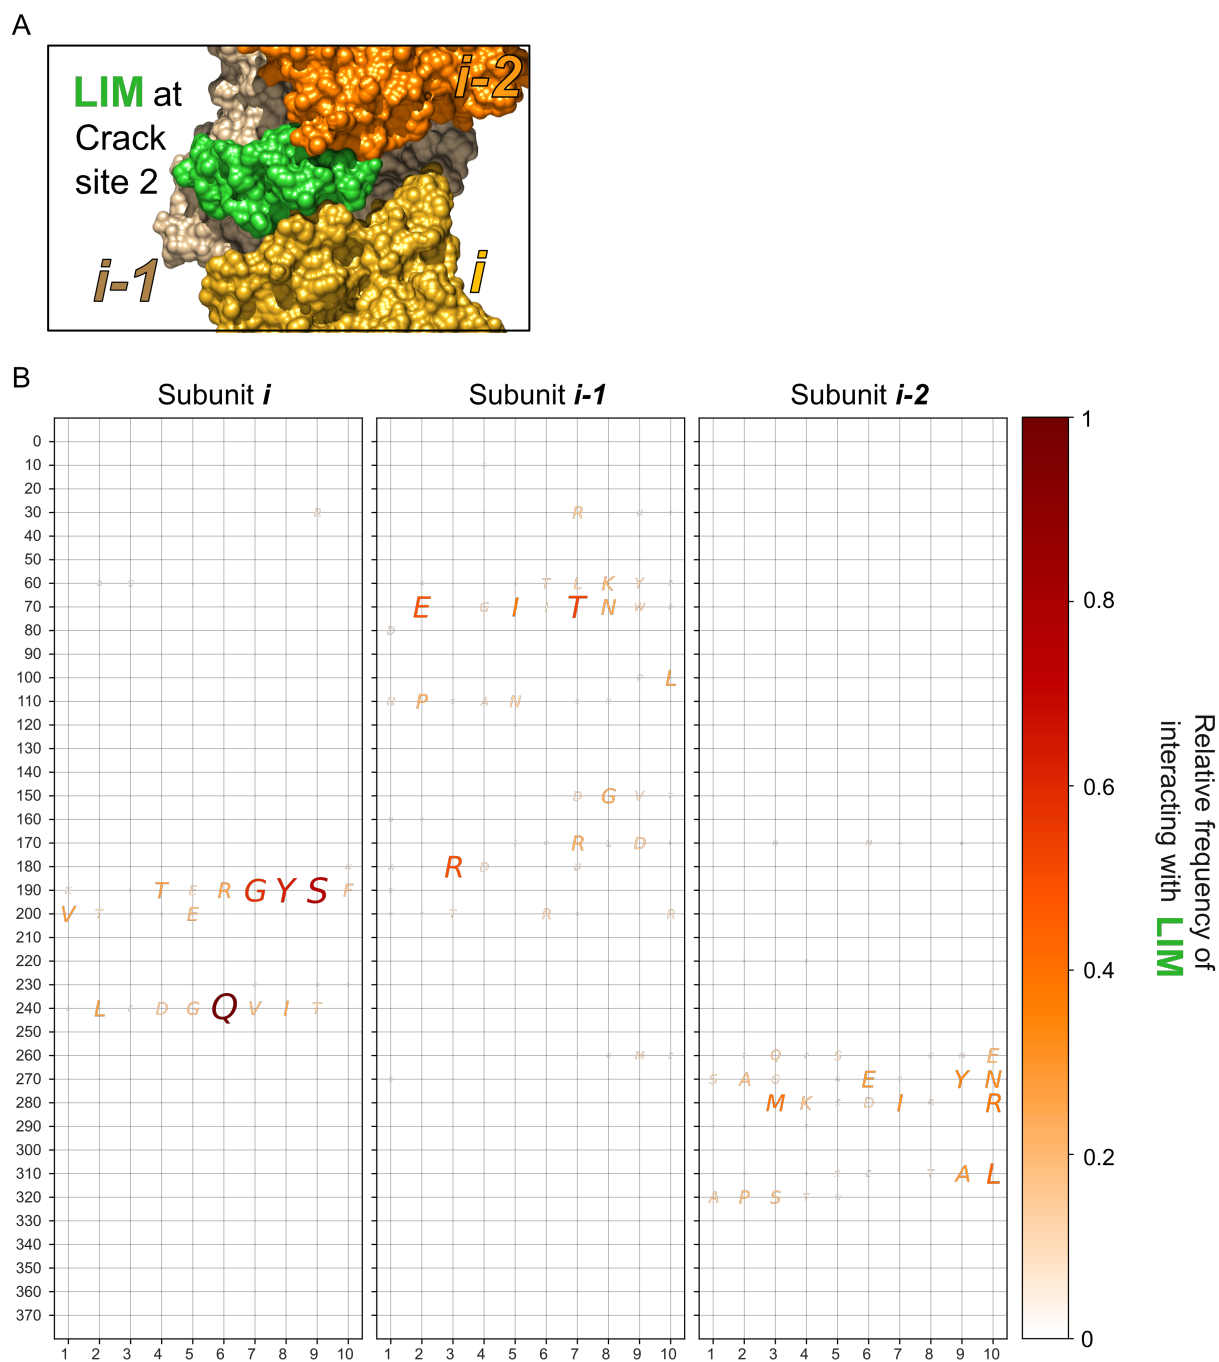 A
LIM at
Crack
site 2
i-2
i-1
i
B
Subunit i
Subunit i-1
Subunit i-2
0
10
20
30
40
50
60
70
80
90
100
110
120
130
140
150
160
170
180
190
200
210
220
230
240
250
260
270
280
290
300
310
320
330
340
350
360
370
R
T E R G Y S F
V T E
L D G Q V I T
R
T L K Y
E G I T N W
D
L
P A N
D G V
R D
R D
T R R
M
Q S E
S A G E Y N
M K D I R
A L
A P S
1 2 3 4 5 6 7 8 9 10
1 2 3 4 5 6 7 8 9 10
1 2 3 4 5 6 7 8 9 10
1
0.8
0.6
0.4
0.2
0
Relative frequency of
interacting with LIM